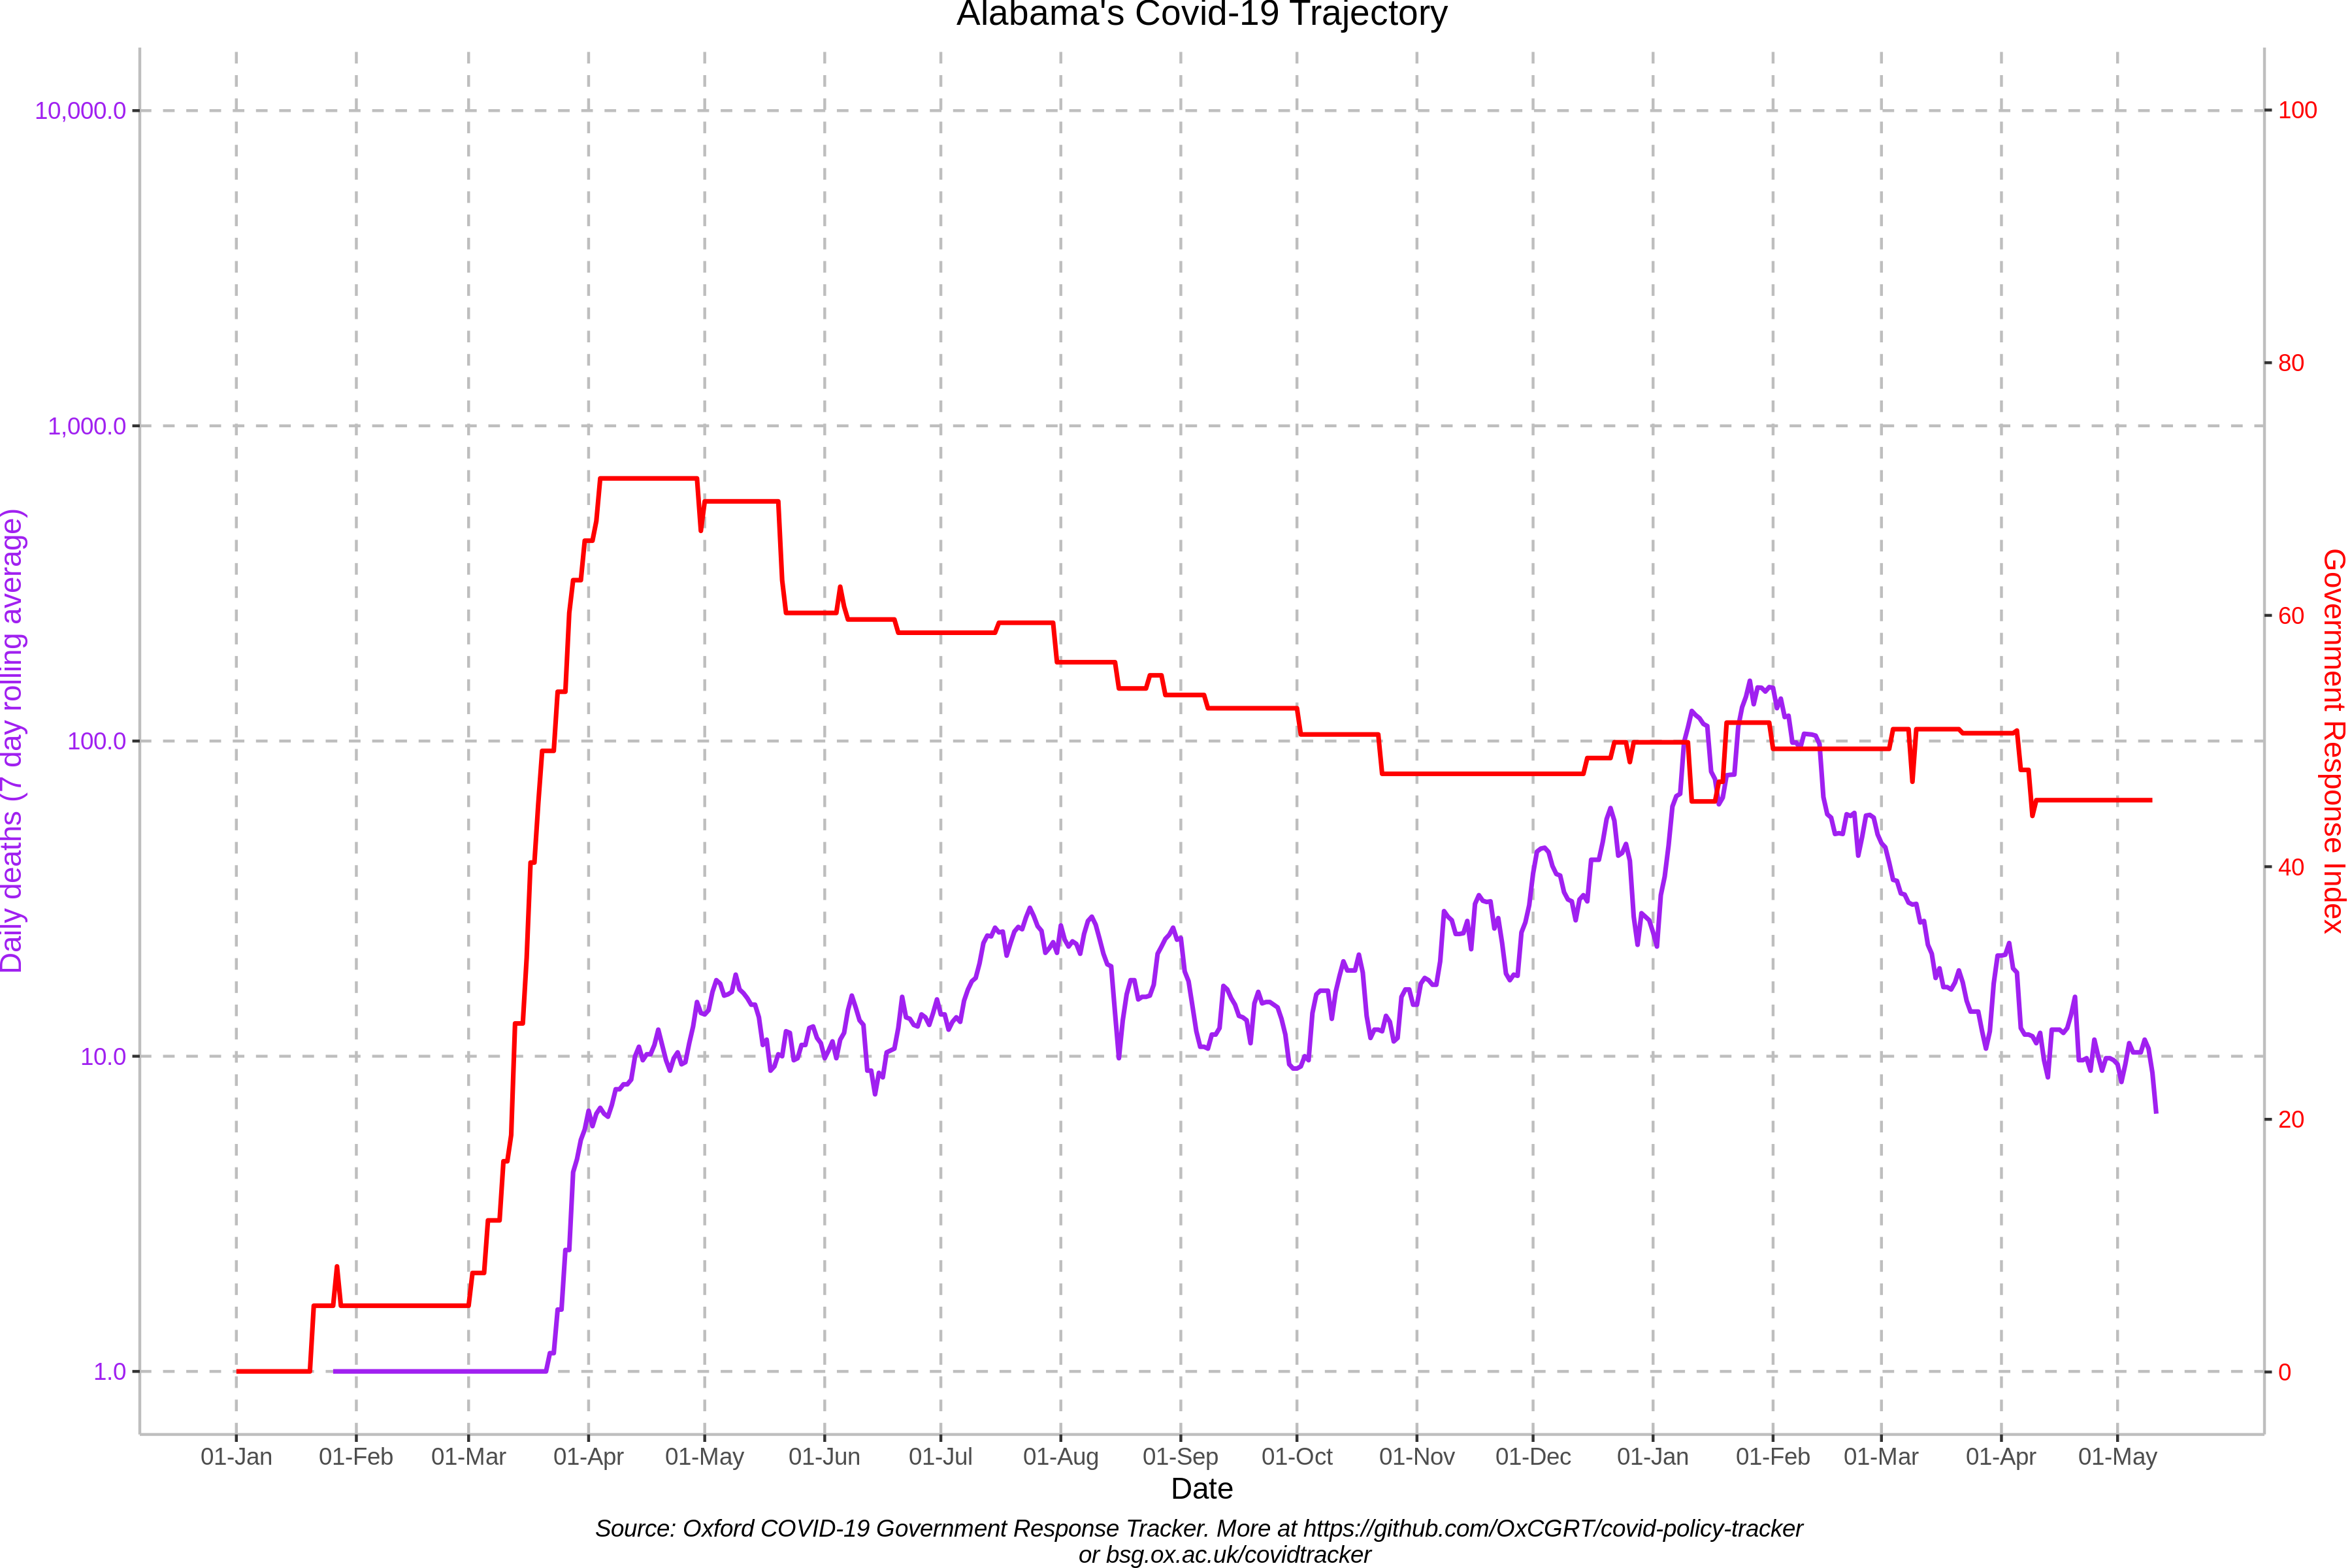 Alabama's Covid-19 Trajectory
10,000.0
1,000.0
100.0
10.0
1.0
Daily deaths (7 day rolling average)
100
80
60
40
20
0
Government Response Index
01-Jan 01-Feb 01-Mar 01-Apr 01-May 01-Jun 01-Jul 01-Aug 01-Sep 01-Oct 01-Nov 01-Dec 01-Jan 01-Feb 01-Mar 01-Apr 01-May
Date
Source: Oxford COVID-19 Government Response Tracker. More at https://github.com/OxCGRT/covid-policy-tracker
or bsg.ox.ac.uk/covidtracker